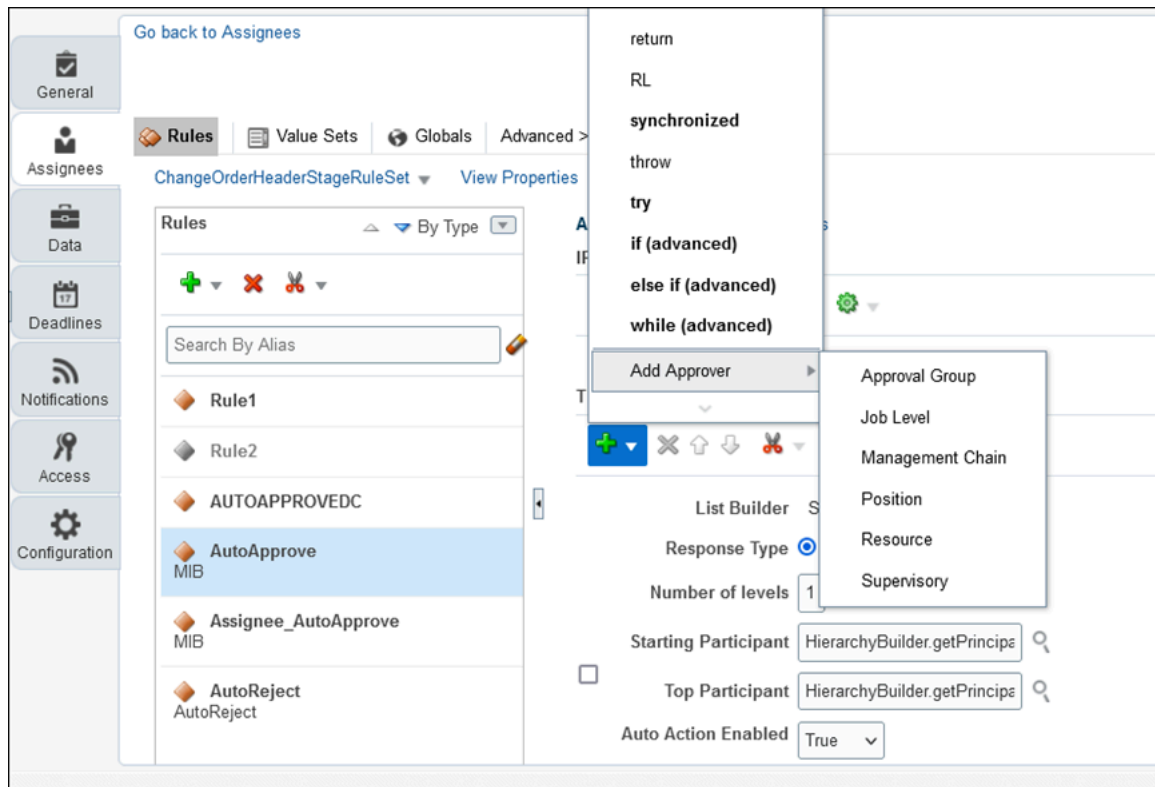 Go back to Assignees
General
Assignees
Data
17
Deadlines
Notifications
Access
Configuration
Rules
Value Sets
Globals
Advanced >
ChangeOrderHeaderStageRuleSet
View Properties
Rules
By Type
Search By Alias
Rule1
Rule2
AUTOAPPROVEDC
AutoApprove
MIB
Assignee_AutoApprove
MIB
AutoReject
AutoReject
return
RL
synchronized
throw
try
if (advanced)
else if (advanced)
while (advanced)
Add Approver
Approval Group
Job Level
Management Chain
Position
Resource
Supervisory
List Builder S
Response Type
Number of levels 1
Starting Participant HierarchyBuilder.getPrincipa
Top Participant HierarchyBuilder.getPrincipa
Auto Action Enabled True